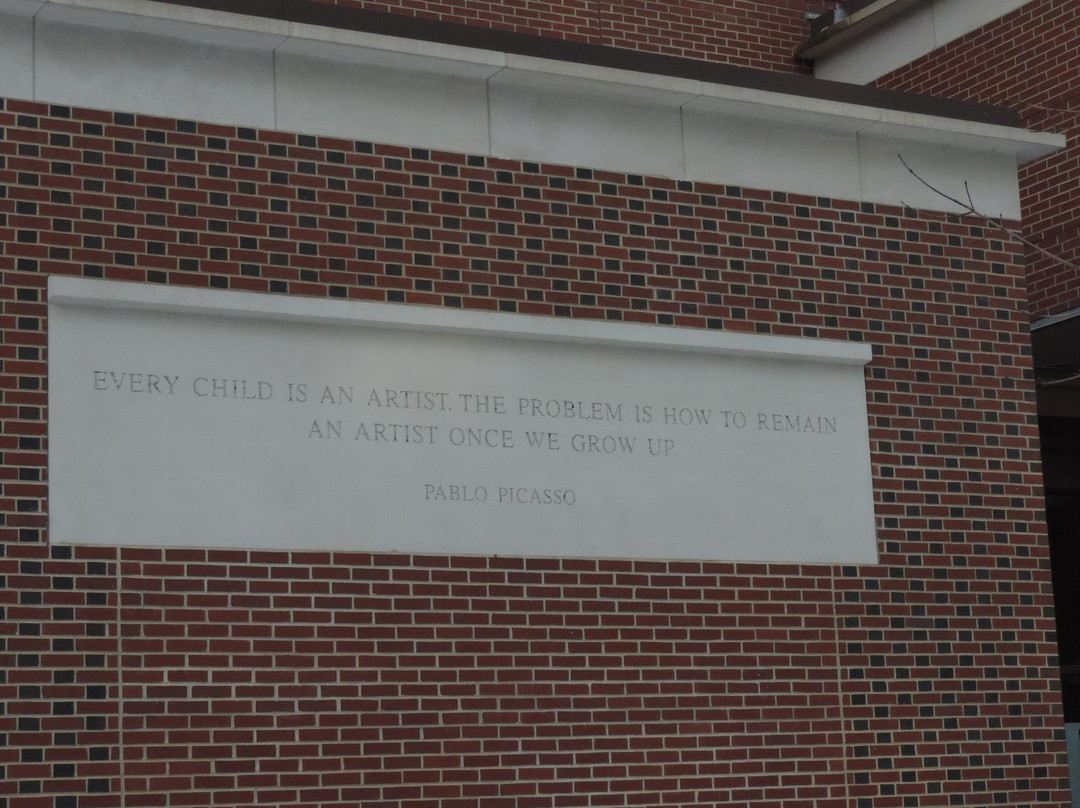 EVERY CHILD IS AN ARTIST. THE PROBLEM IS HOW TO REMAIN
AN ARTIST ONCE WE GROW UP.
PABLO PICASSO